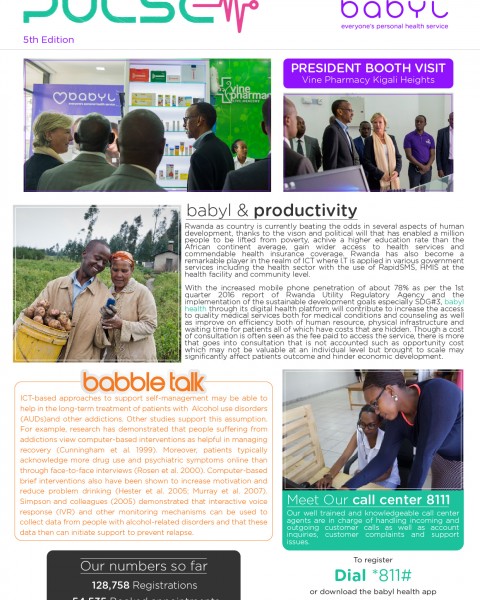 PULSE
babyl
everyone's personal health service
5th Edition
babyl
vine
pharmacy
PRESIDENT BOOTH VISIT
Vine Pharmacy Kigali Heights
babyl & productivity
Rwanda as country is currently beating the odds in several aspects of human
development, thanks to the vison and political will that has enabled a million
people to be lifted from poverty, achive a higher education rate than the
African continent average, gain wider access to health services and
commendable health insurance coverage. Rwanda has also become a
remarkable player in the realm of ICT where I.T is applied in various government
services including the health sector with the use of RapidSMS, HMIS at the
health facility and community level.
With the increased mobile phone penetration of about 78% as per the 1st
quarter 2016 report of Rwanda Utility Regulatory Agency and the
implementation of the sustainable development goals especially SDG#3, babyl
health through its digital health platform will contribute to increase the access
to quality medical services both for medical conditions and counseling as well
as improve on efficiency both of human resource, physical infrastructure and
waiting time for patients all of which have costs that are hidden. Though a cost
of consultation is often seen as the fee paid to access the service, there is more
that goes into consultation that is not accounted such as opportunity cost
which may not be valuable at an individual level but brought to scale may
significantly affect patients outcome and hinder economic development.
babble talk
ICT-based approaches to support self-management may be able to
help in the long-term treatment of patients with Alcohol use disorders
(AUDs)and other addictions. Other studies support this assumption.
For example, research has demonstrated that people suffering from
addictions view computer-based interventions as helpful in managing
recovery (Cunningham et al. 1999). Moreover, patients typically
acknowledge more drug use and psychiatric symptoms online than
through face-to-face interviews (Rosen et al. 2000). Computer-based
brief interventions also have been shown to increase motivation and
reduce problem drinking (Hester et al. 2005; Murray et al. 2007).
Simpson and colleagues (2005) demonstrated that interactive voice
response (IVR) and other monitoring mechanisms can be used to
collect data from people with alcohol-related disorders and that these
data then can initiate support to prevent relapse.
Meet Our call center 8111
Our well trained and knowledgeable call center
agents are in charge of handling incoming and
outgoing customer calls as well as account
inquiries, customer complaints and support
issues.
Our numbers so far
128,758 Registrations
54,535 Booked appointments
To register
Dial *811#
or download the babyl health app